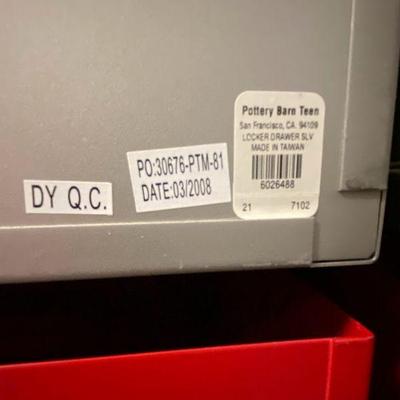 DY Q.C.
PO:30676-PTM-81
DATE:03/2008
Pottery Barn Teen
San Francisco, CA. 94109
LOCKER DRAWER SLV
MADE IN TAIWAN
6026488
21 7102